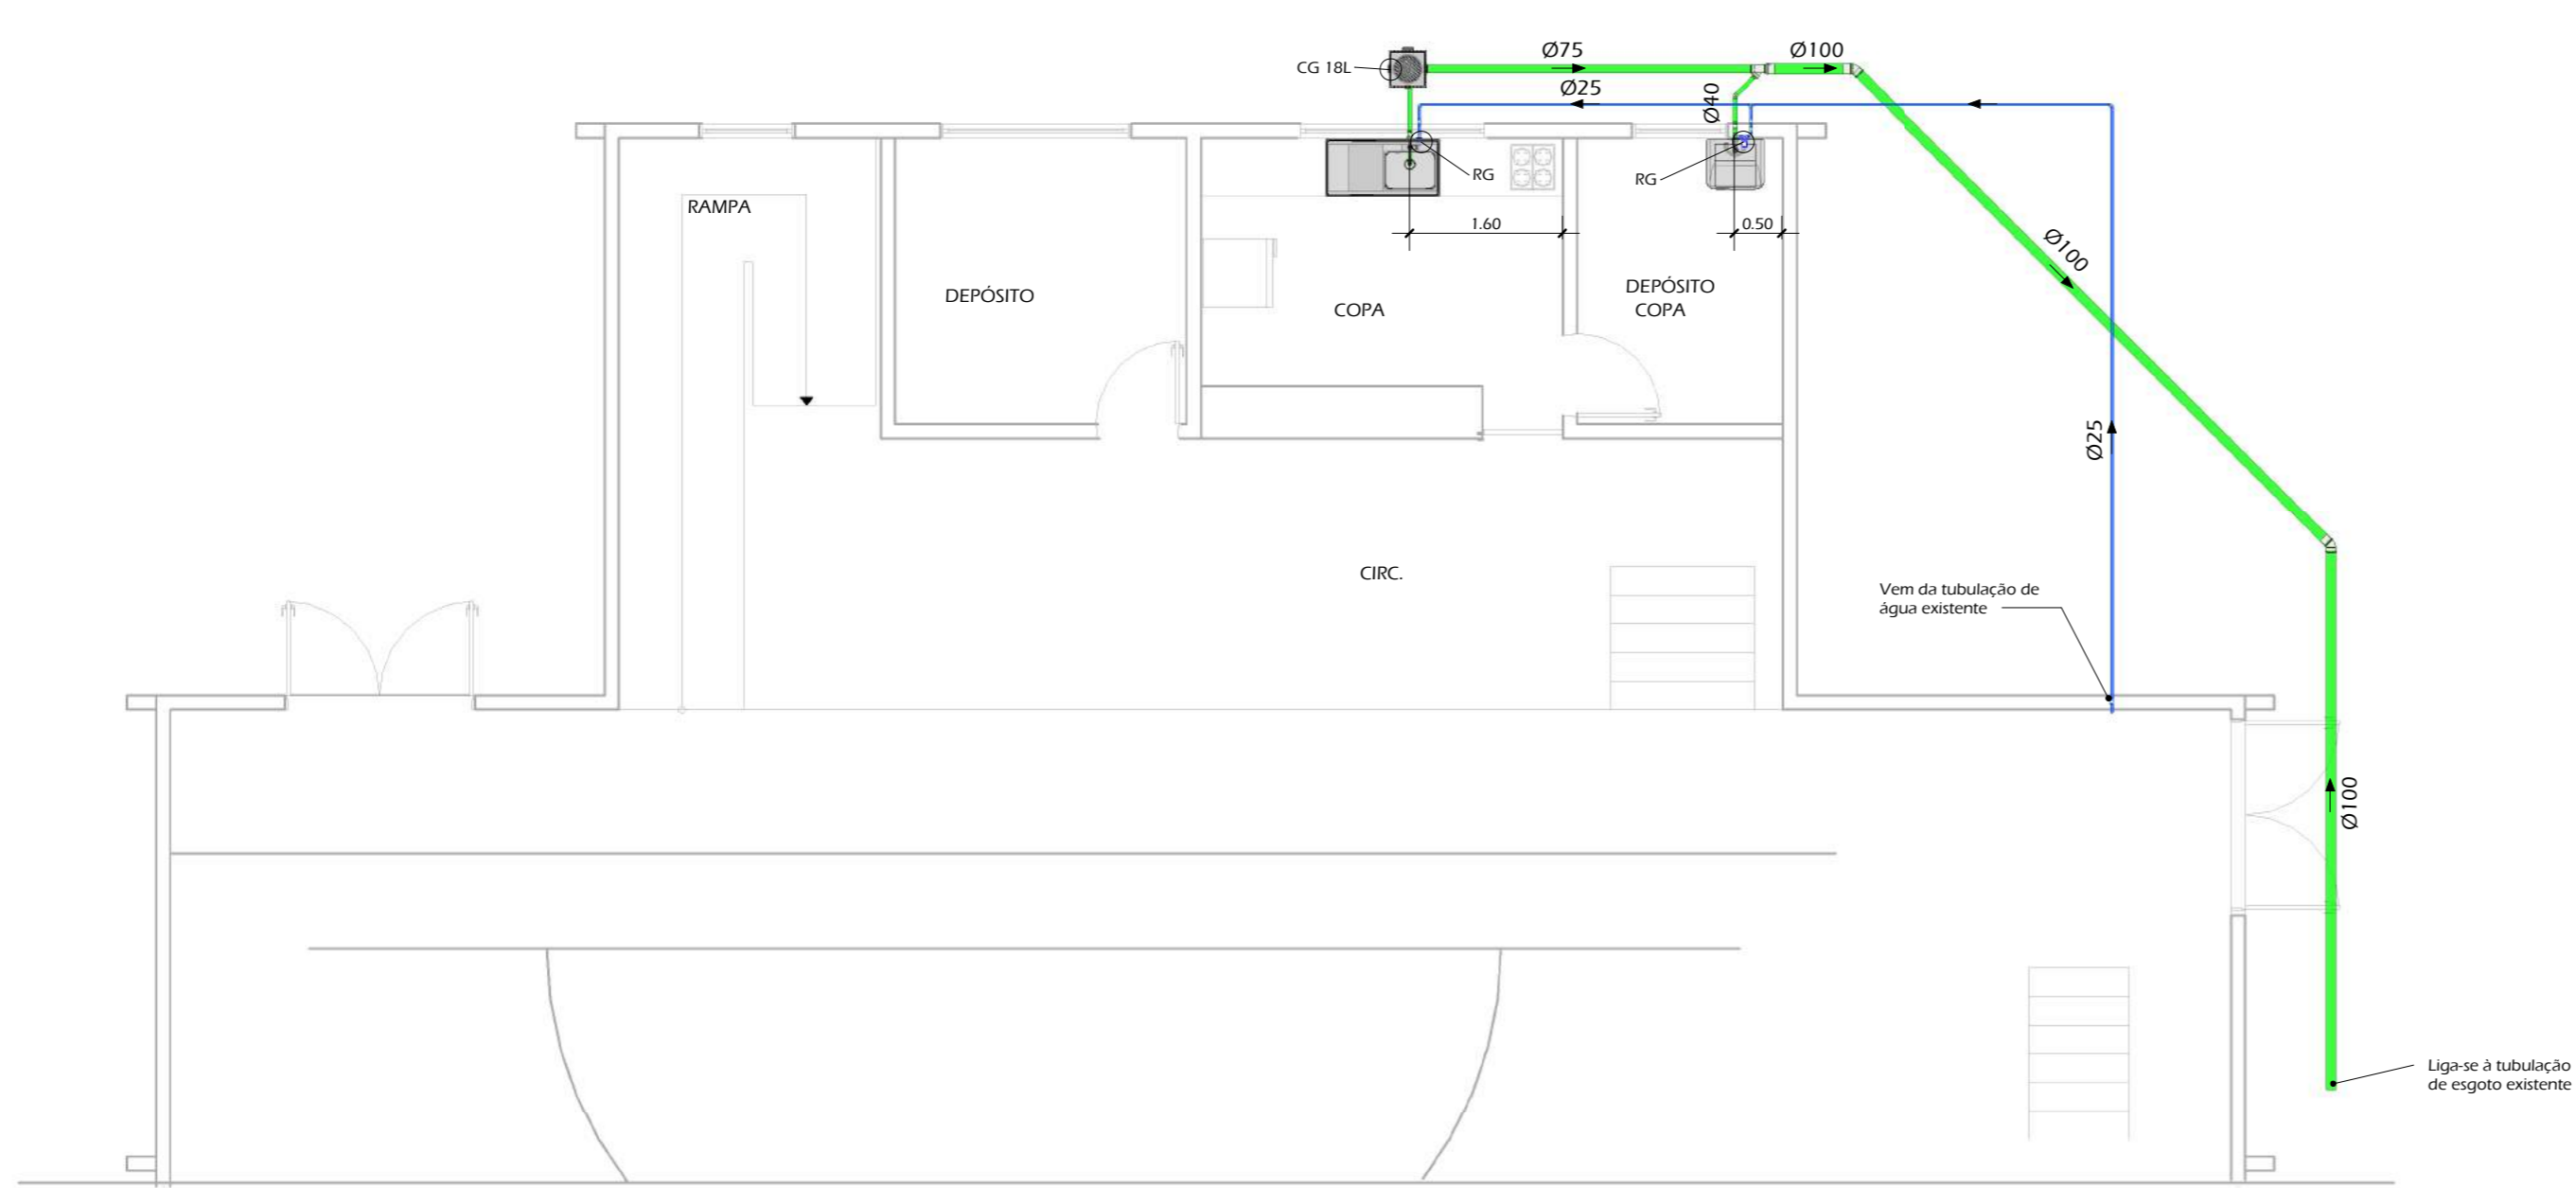 Ø75
Ø100
CG 18L
Ø25
Ø40
RG
RG
RAMPA
1.60
0.50
Ø100
DEPÓSITO
COPA
DEPÓSITO
COPA
Ø25
CIRC.
Vem da tubulação de
água existente
Ø100
Liga-se à tubulação
de esgoto existente